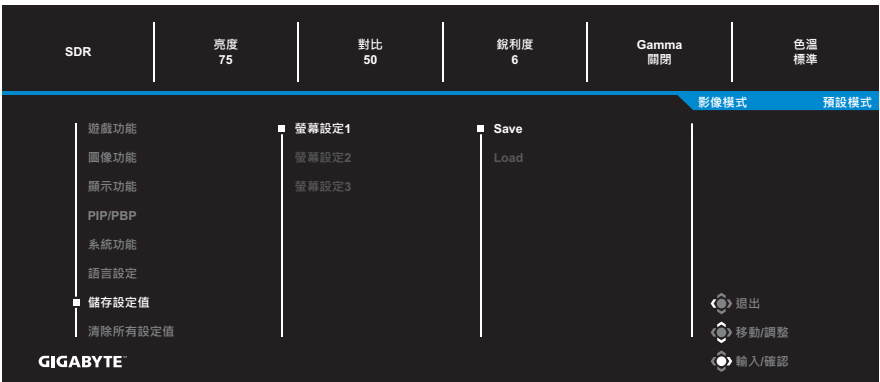 SDR
亮度
75
對比
50
銳利度
6
Gamma
關閉
色溫
標準
影像模式
預設模式
遊戲功能
圖像功能
顯示功能
PIP/PBP
系統功能
語言設定
儲存設定值
清除所有設定值
螢幕設定1
螢幕設定2
螢幕設定3
Save
Load
退出
移動/調整
輸入/確認
GIGABYTE™